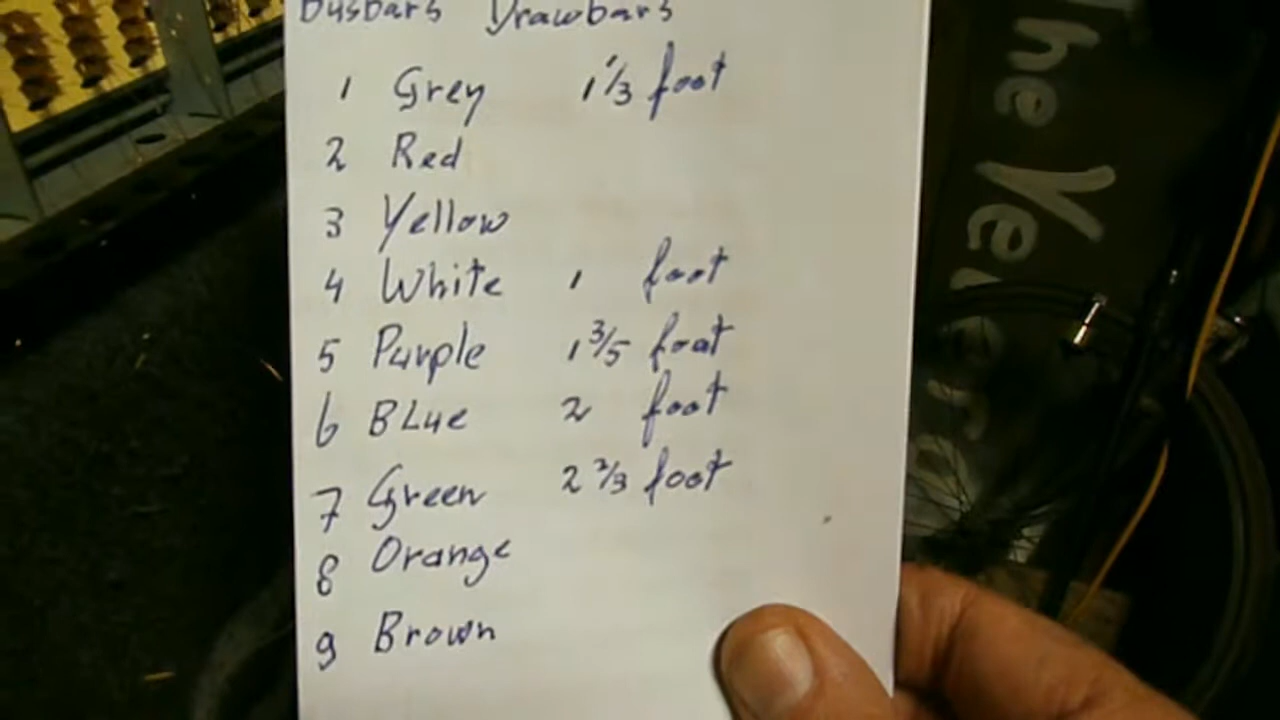 Busbars Drawbars
1 Grey 1 1/3 foot
2 Red
3 Yellow
4 White 1 foot
5 Purple 1 3/5 foot
6 BLue 2 foot
7 Green 2 2/3 foot
8 Orange
9 Brown
The